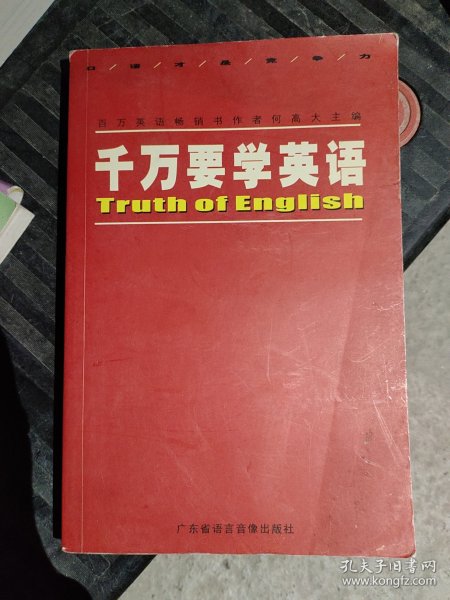 口/语/才/是/竞/争/力
百万英语畅销书作者何高大主编
千万要学英语
Truth of English
广东省语言音像出版社
孔夫子旧书网
www.kongfz.com